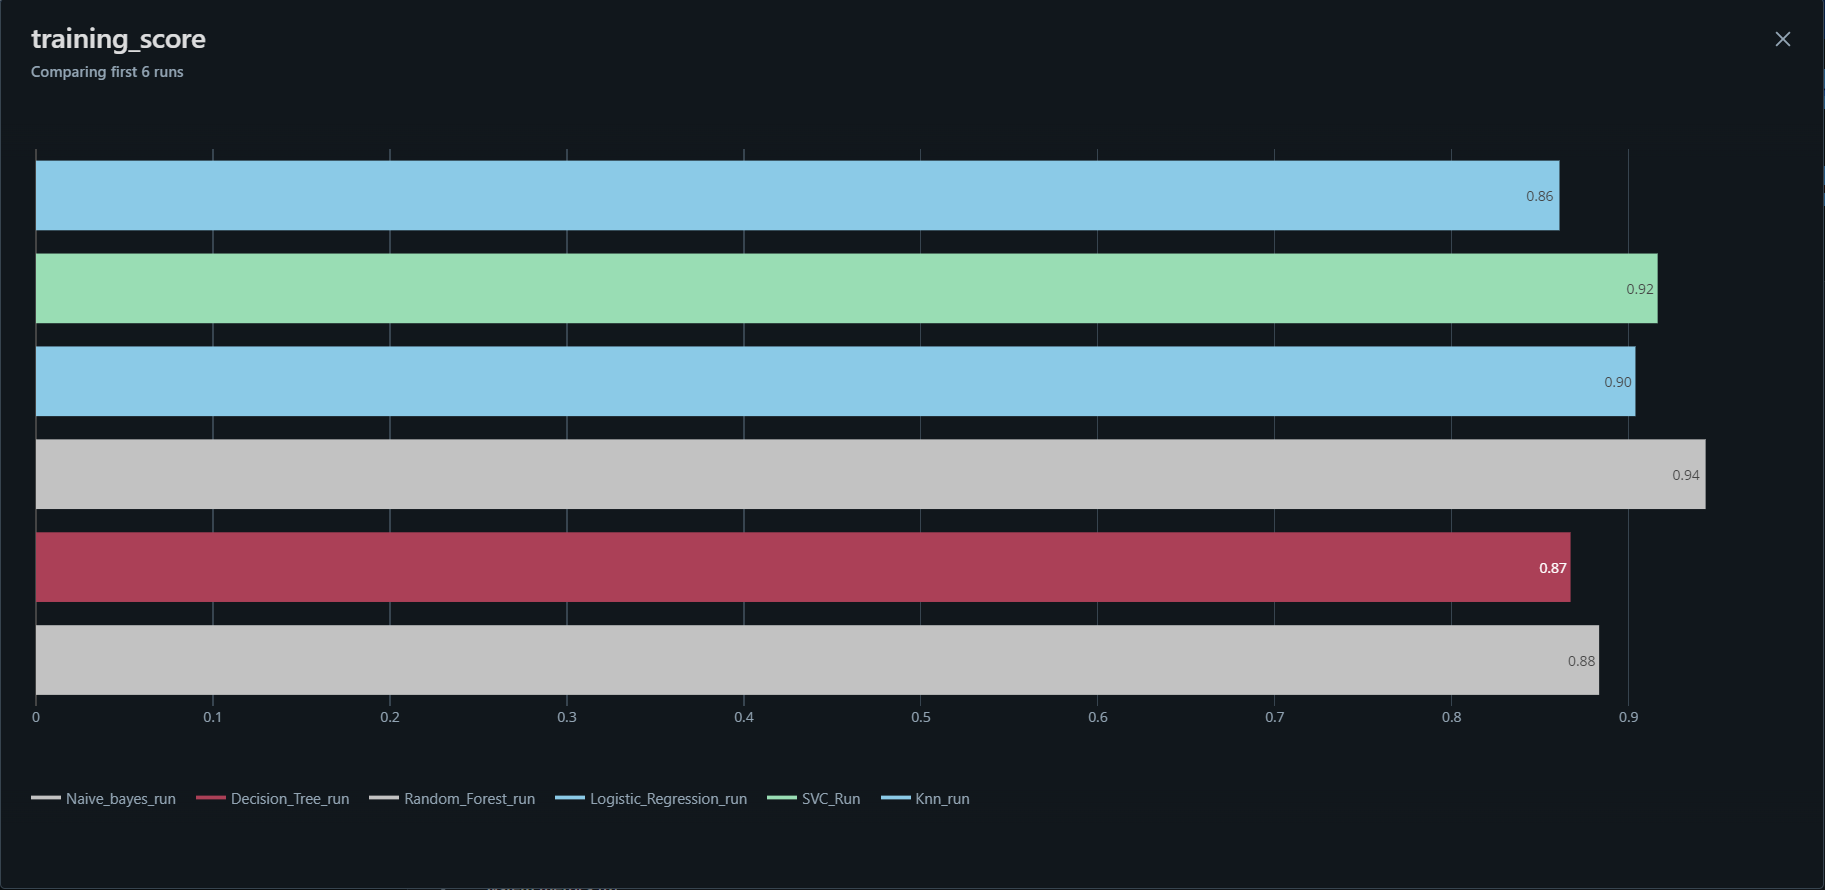 training_score
Comparing first 6 runs
0.86
0.92
0.90
0.94
0.87
0.88
0 0.1 0.2 0.3 0.4 0.5 0.6 0.7 0.8 0.9
Naive_bayes_run Decision_Tree_run Random_Forest_run Logistic_Regression_run SVC_Run Knn_run